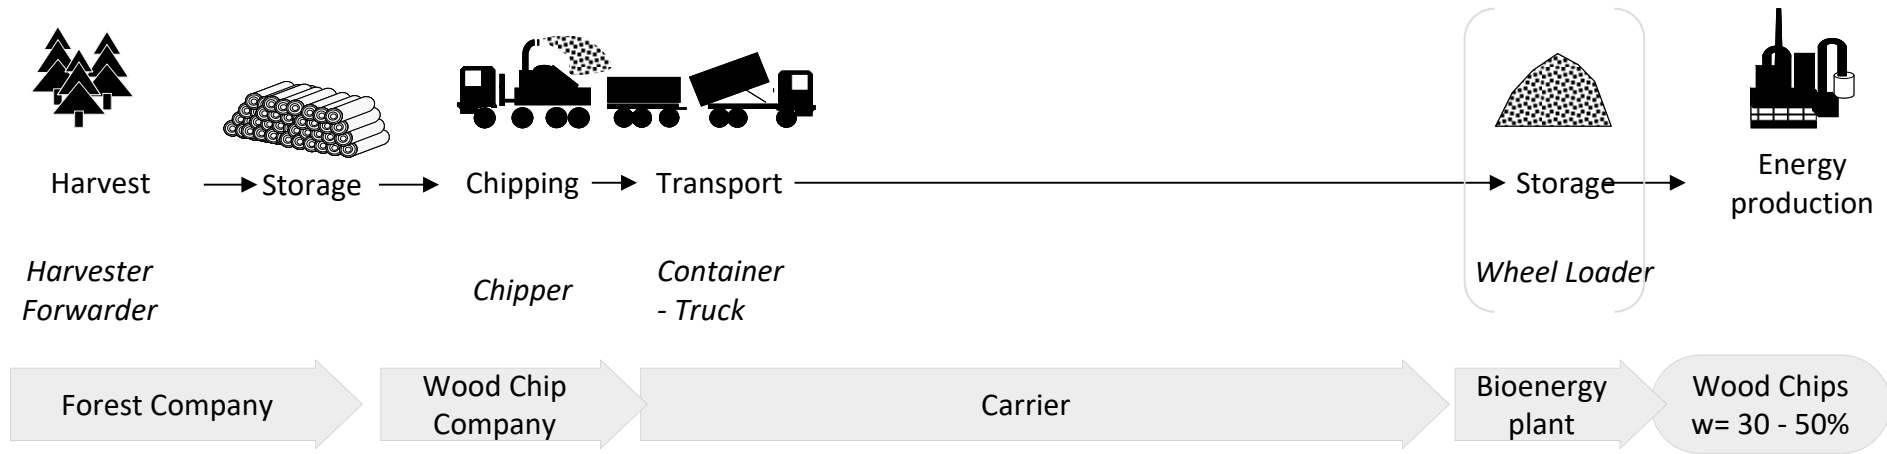 Harvest
Storage
Chipping
Transport
Storage
Energy
production
Harvester
Forwarder
Chipper
Container
- Truck
Wheel Loader
Forest Company
Wood Chip
Company
Carrier
Bioenergy
plant
Wood Chips
w= 30 - 50%